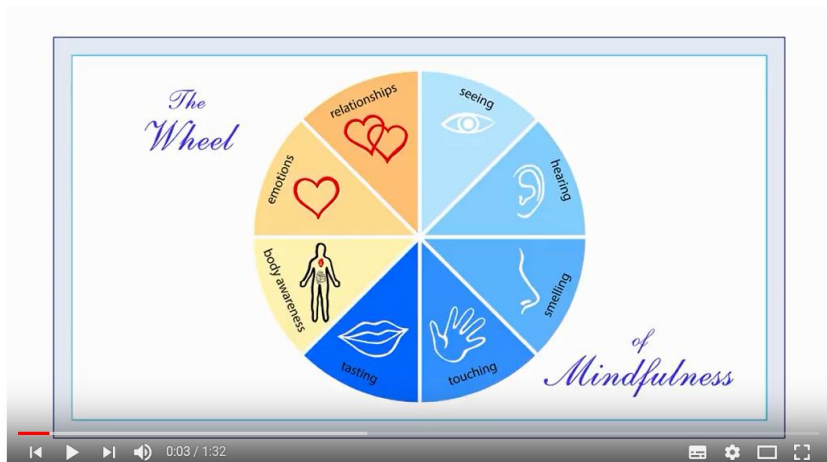 The
Wheel
relationships
seeing
emotions
hearing
body awareness
smelling
tasting
touching
of
Mindfulness
0:03 / 1:32